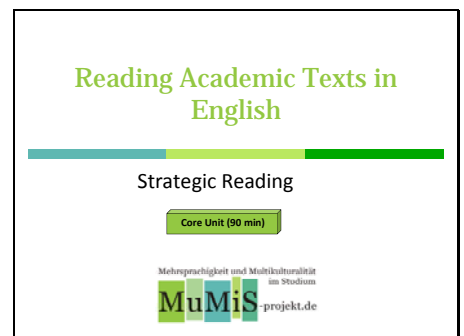 Reading Academic Texts in
English
Strategic Reading
Core Unit (90 min)
Mehrsprachigkeit und Multikulturalität
im Studium
MuMiS-projekt.de